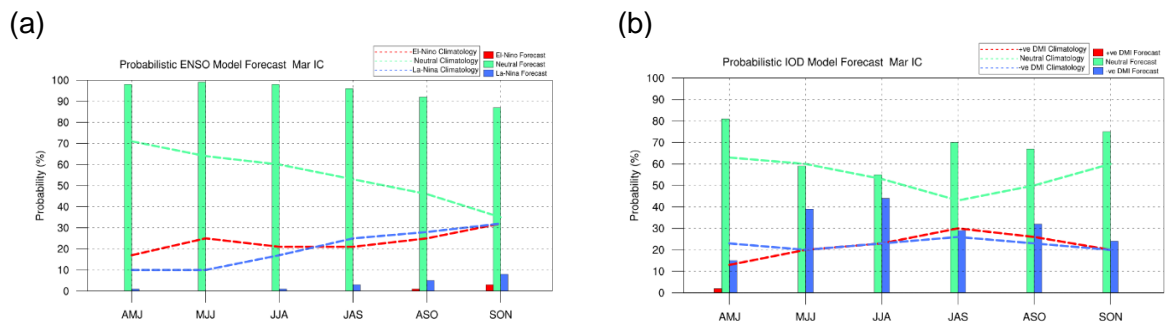 (a)
Probabilistic ENSO Model Forecast Mar IC
El-Nino Climatology
Neutral Climatology
La-Nina Climatology
El-Nino Forecast
Neutral Forecast
La-Nina Forecast
Probability (%)
100
90
80
70
60
50
40
30
20
10
0
AMJ MJJ JJA JAS ASO SON
(b)
Probabilistic IOD Model Forecast Mar IC
+ve DMI Climatology
Neutral Climatology
-ve DMI Climatology
+ve DMI Forecast
Neutral Forecast
-ve DMI Forecast
Probability (%)
100
90
80
70
60
50
40
30
20
10
0
AMJ MJJ JJA JAS ASO SON